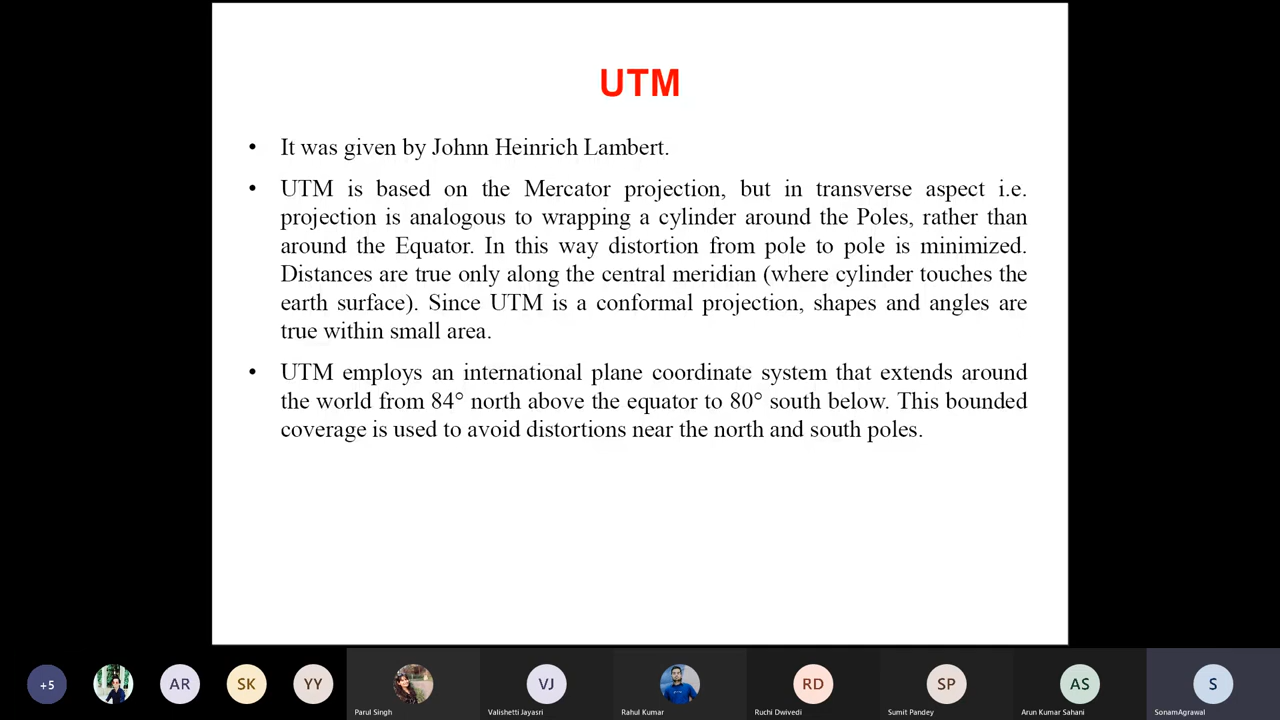 UTM
• It was given by Johnn Heinrich Lambert.
• UTM is based on the Mercator projection, but in transverse aspect i.e.
projection is analogous to wrapping a cylinder around the Poles, rather than
around the Equator. In this way distortion from pole to pole is minimized.
Distances are true only along the central meridian (where cylinder touches the
earth surface). Since UTM is a conformal projection, shapes and angles are
true within small area.
• UTM employs an international plane coordinate system that extends around
the world from 84° north above the equator to 80° south below. This bounded
coverage is used to avoid distortions near the north and south poles.
+5 AR SK YY VJ RD SP AS S
Parul Singh Valishetti Jayasri Rahul Kumar Ruchi Dwivedi Sumit Pandey Arun Kumar Sahani SonamAgrawal